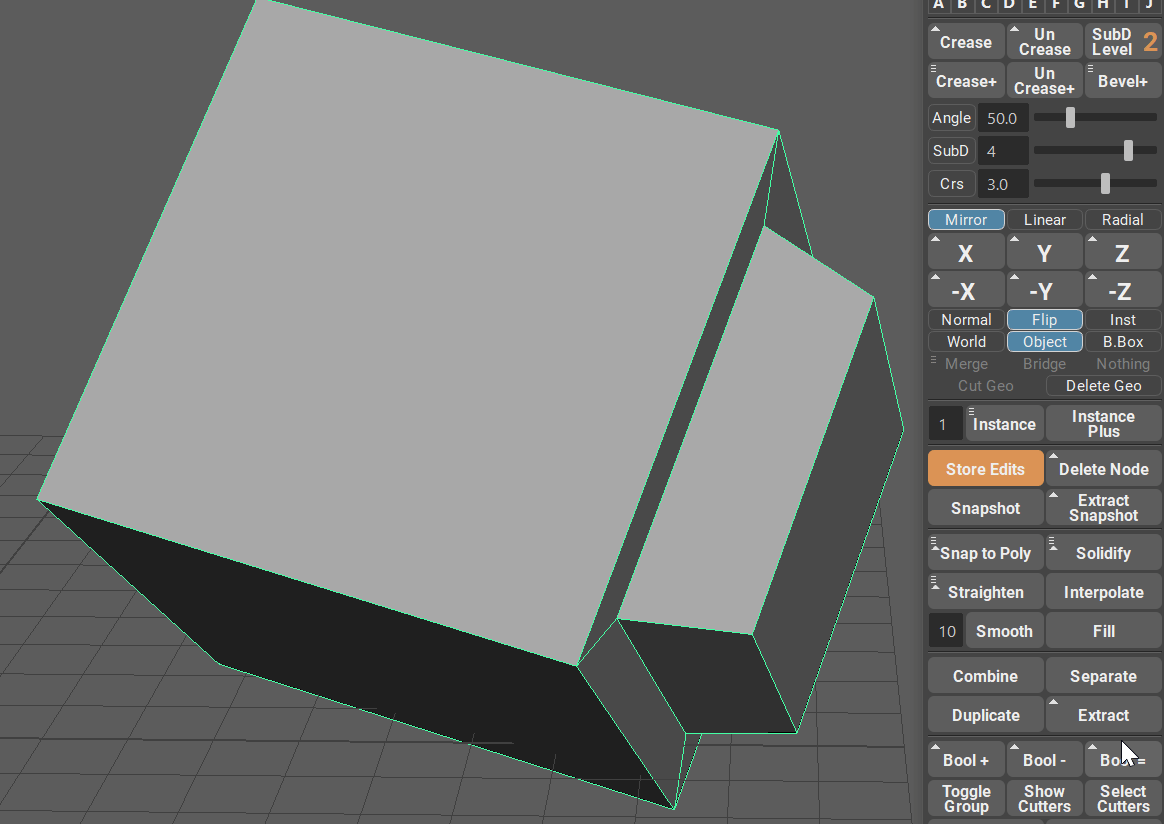 A B C D E F G H I J
Crease
Un
Crease
SubD
Level
2
Crease+
Un
Crease+
Bevel+
Angle 50.0
SubD 4
Crs 3.0
Mirror Linear Radial
X Y Z
-X -Y -Z
Normal Flip Inst
World Object B.Box
Merge Bridge Nothing
Cut Geo Delete Geo
1 Instance
Instance
Plus
Store Edits Delete Node
Snapshot
Extract
Snapshot
Snap to Poly Solidify
Straighten Interpolate
10 Smooth Fill
Combine Separate
Duplicate Extract
Bool + Bool -
Toggle
Group
Show
Cutters
Select
Cutters